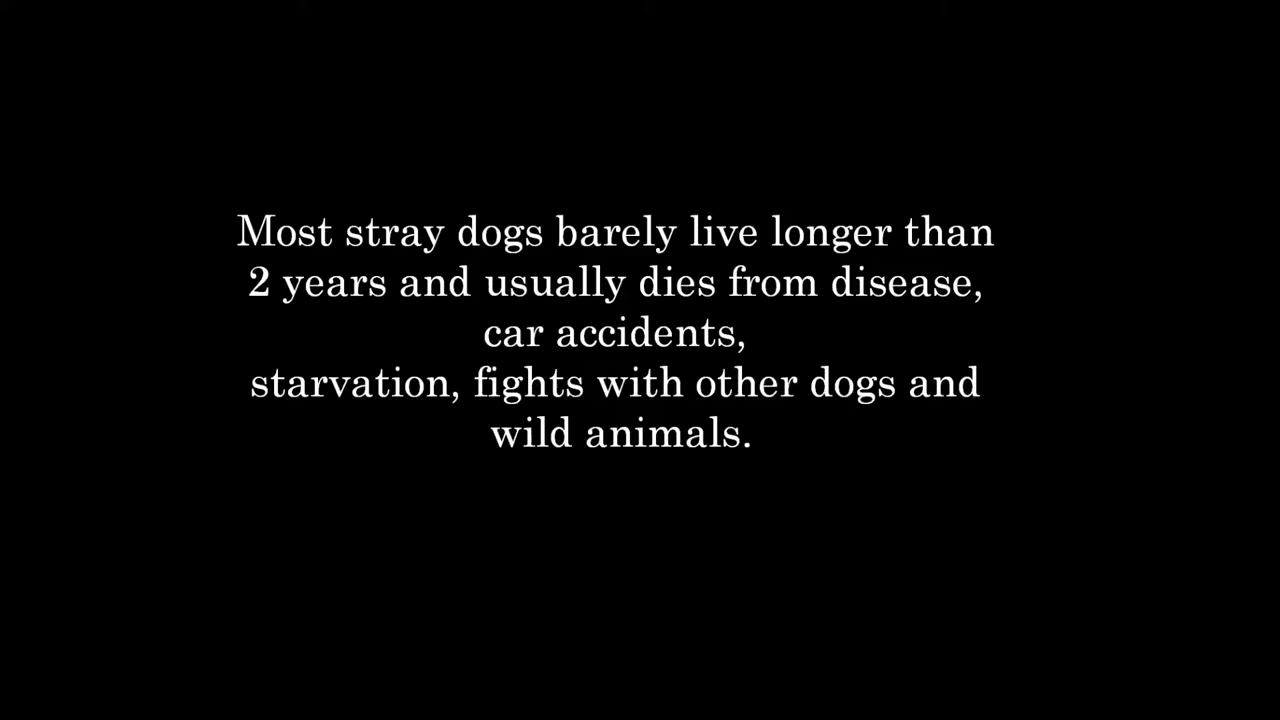 Most stray dogs barely live longer than
2 years and usually dies from disease,
car accidents,
starvation, fights with other dogs and
wild animals.